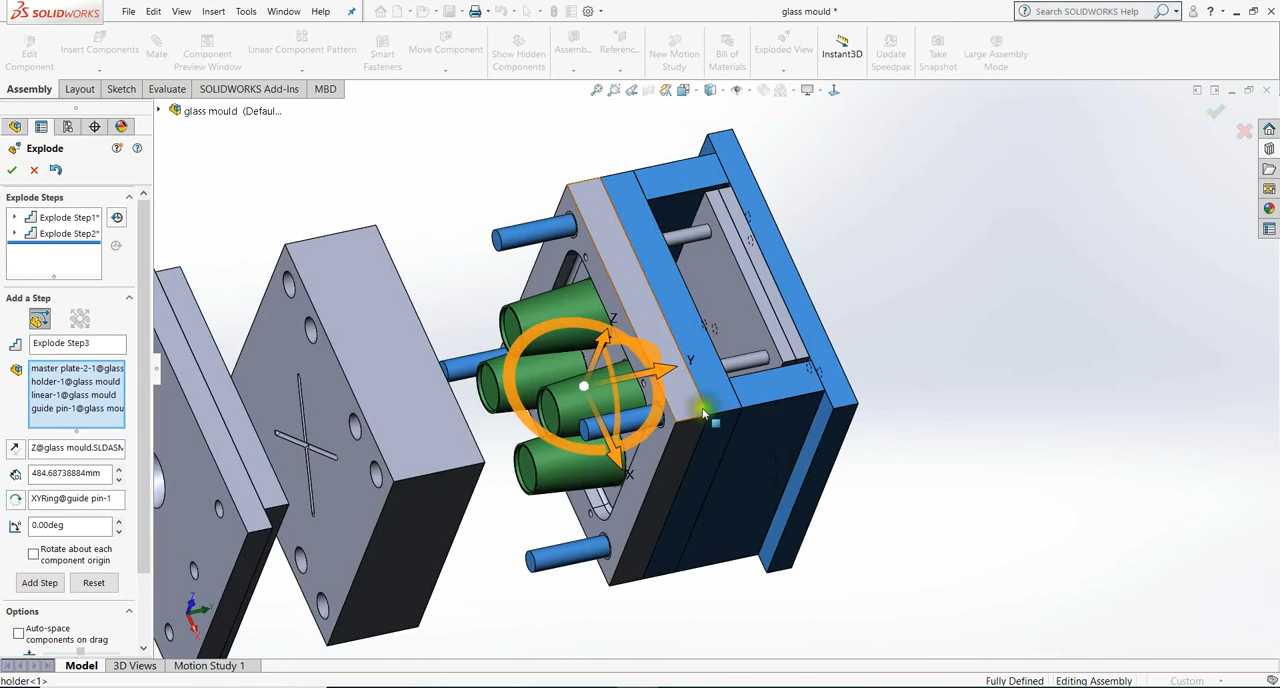 SOLIDWORKS
File Edit View Insert Tools Window Help
glass mould *
Search SOLIDWORKS Help
Edit Component
Insert Components
Mate
Component Preview Window
Linear Component Pattern
Smart Fasteners
Move Component
Show Hidden Components
Assemb...
Referenc...
New Motion Study
Bill of Materials
Exploded View
Instant3D
Update Speedpak
Take Snapshot
Large Assembly Mode
Assembly Layout Sketch Evaluate SOLIDWORKS Add-Ins MBD
glass mould (Defaul...
Explode
Explode Steps
Explode Step1*
Explode Step2*
Add a Step
Explode Step3
master plate-2-1@glass
holder-1@glass mould
linear-1@glass mould
guide pin-1@glass mou
Z@glass mould.SLDASM
484.68738884mm
XYRing@guide pin-1
0.00deg
Rotate about each component origin
Add Step Reset
Options
Auto-space components on drag
Z
Y
X
Model 3D Views Motion Study 1
holder<1>
Fully Defined Editing Assembly Custom